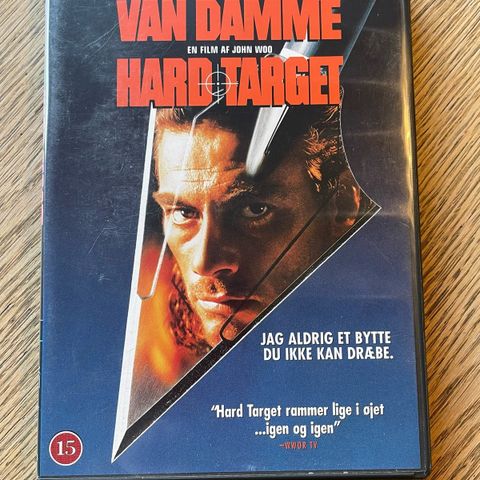 VAN DAMME
EN FILM AF JOHN WOO
HARD TARGET
JAG ALDRIG ET BYTTE
DU IKKE KAN DRÆBE.
"Hard Target rammer lige i øjet
...igen og igen"
–WWOR TV
15